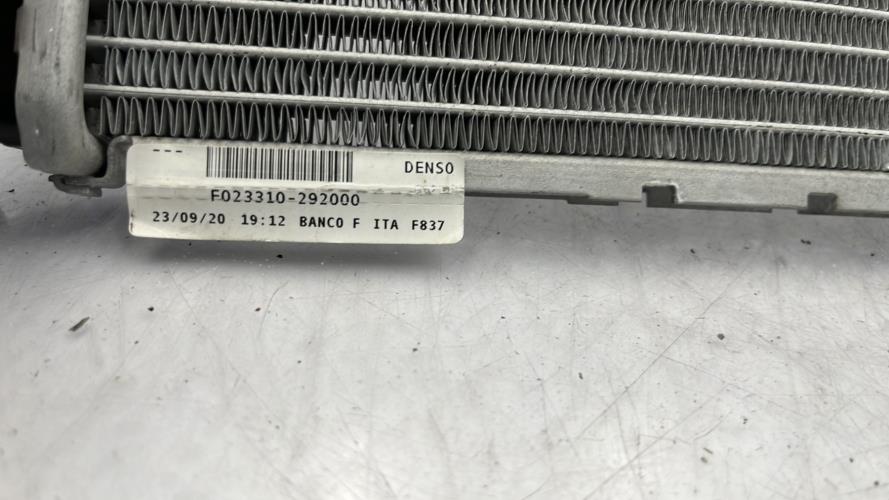 --- DENSO
F023310-292000
23/09/20 19:12 BANCO F ITA F837